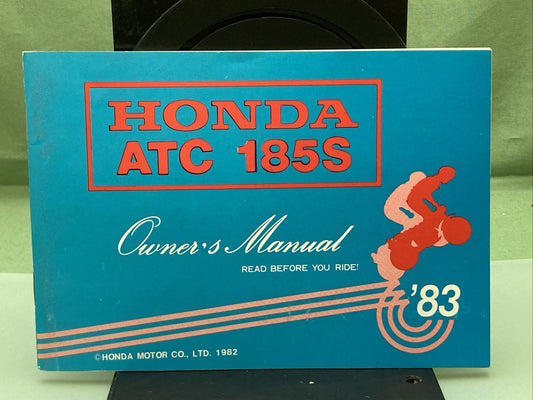 HONDA
ATC 185S
Owner's Manual
READ BEFORE YOU RIDE!
'83
©HONDA MOTOR CO., LTD. 1982